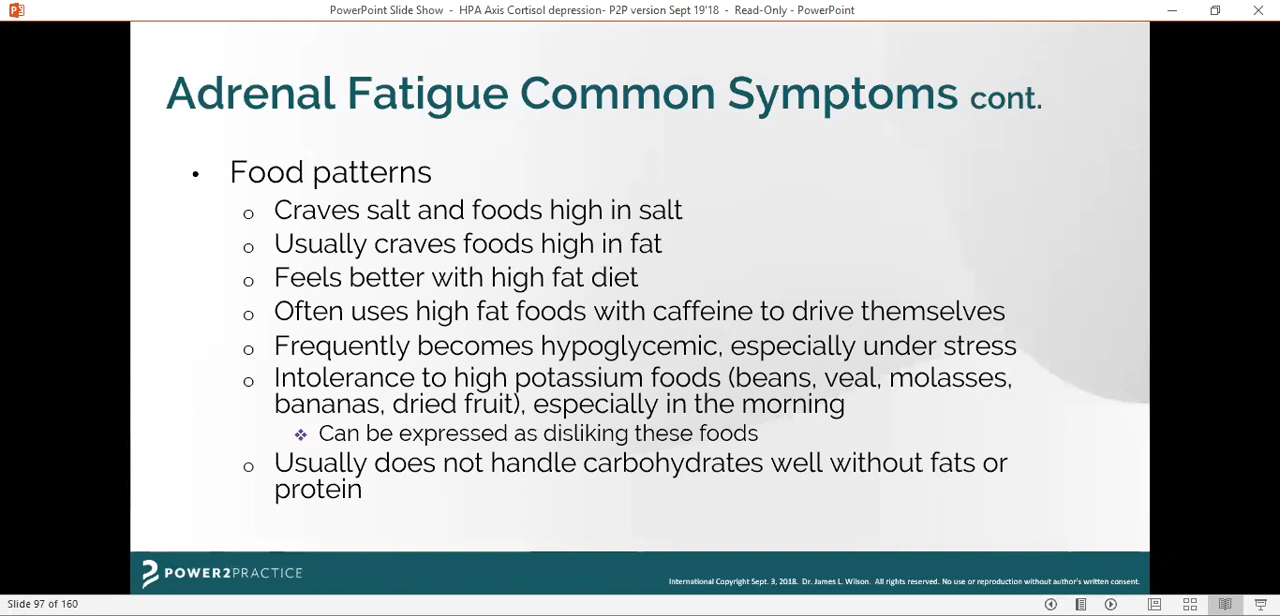 PowerPoint Slide Show - HPA Axis Cortisol depression- P2P version Sept 19'18 - Read-Only - PowerPoint
Adrenal Fatigue Common Symptoms cont.
• Food patterns
o Craves salt and foods high in salt
o Usually craves foods high in fat
o Feels better with high fat diet
o Often uses high fat foods with caffeine to drive themselves
o Frequently becomes hypoglycemic, especially under stress
o Intolerance to high potassium foods (beans, veal, molasses,
bananas, dried fruit), especially in the morning
❖ Can be expressed as disliking these foods
o Usually does not handle carbohydrates well without fats or
protein
POWER2PRACTICE
International Copyright Sept. 3, 2018. Dr. James L. Wilson. All rights reserved. No use or reproduction without author's written consent.
Slide 97 of 160